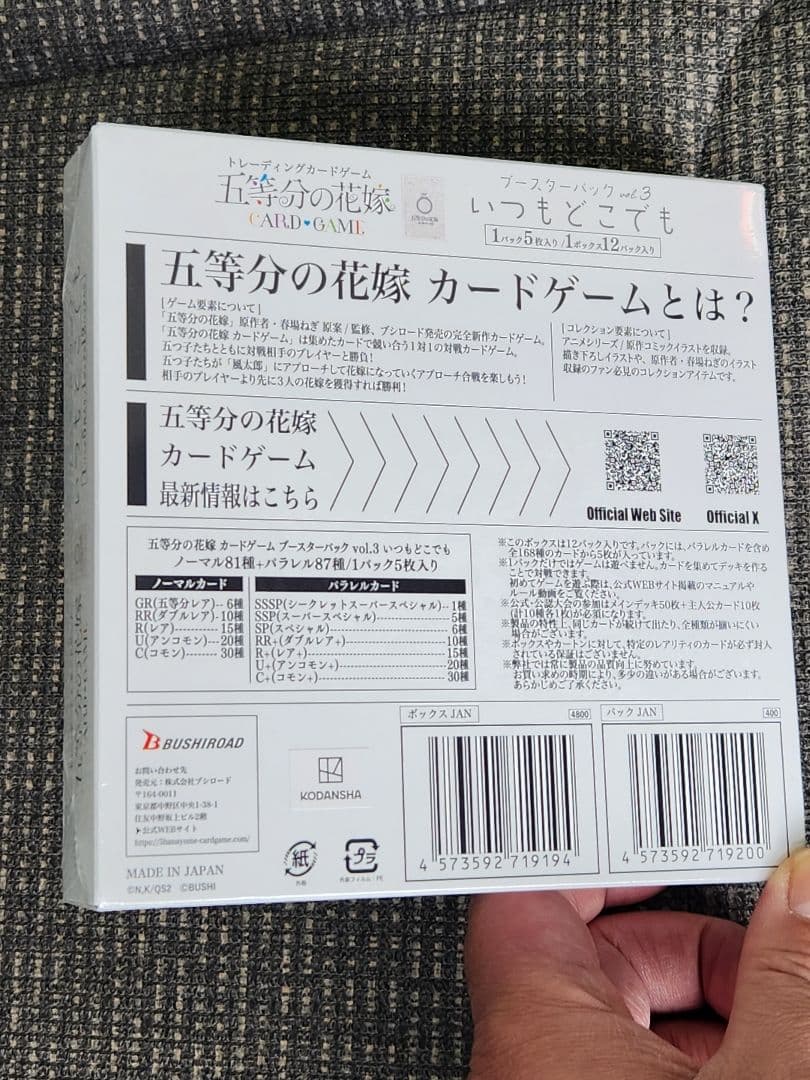 トレーディングカードゲーム
五等分の花嫁
CARD♥GAME
五等分の花嫁
ブースターパック vol.3
いつもどこでも
1パック5枚入り/1ボックス12パック入り
五等分の花嫁 カードゲームとは？
[ゲーム要素について]
「五等分の花嫁」原作者・春場ねぎ 原案/監修、ブシロード発売の完全新作カードゲーム。
「五等分の花嫁 カードゲーム」は集めたカードで競い合う1対1の対戦カードゲーム。
五つ子たちとともに対戦相手のプレイヤーと勝負！
五つ子たちが「風太郎」にアプローチして花嫁になっていくアプローチ合戦を楽しもう！
相手のプレイヤーより先に3人の花嫁を獲得すれば勝利！
[コレクション要素について]
アニメシリーズ/原作コミックイラストを収録。
描き下ろしイラストや、原作者・春場ねぎのイラスト
収録のファン必見のコレクションアイテムです。
五等分の花嫁
カードゲーム
最新情報はこちら
Official Web Site
Official X
五等分の花嫁 カードゲーム ブースターパック vol.3 いつもどこでも
ノーマル81種+パラレル87種/1パック5枚入り
ノーマルカード
GR(五等分レア)-- 6種
RR(ダブルレア)-- 10種
R(レア)------ 15種
U(アンコモン)--- 20種
C(コモン)------ 30種
パラレルカード
SSSP(シークレットスーパースペシャル)-- 1種
SSP(スーパースペシャル)------ 5種
SP(スペシャル)------ 6種
RR+(ダブルレア+)------ 10種
R+(レア+)------ 15種
U+(アンコモン+)------ 20種
C+(コモン+)------ 30種
※このボックスは12パック入りです。パックには、パラレルカードを含め
全168種のカードから5枚が入っています。
※1パックだけではゲームは遊べません。カードを集めてデッキを作る
ことで対戦できます。
初めてゲームを遊ぶ際は、公式WEBサイト掲載のマニュアルや
ルール動画をご覧ください。
※公式・公認大会の参加はメインデッキ50枚+主人公カード10枚
(計10種各1枚)が必須になります。
※製品の特性上、同じカードが続けて出たり、全種類が揃いにくい
場合がございます。
※ボックスやカートンに対して、特定のレアリティのカードが必ず封入
されている保証はございません。
※弊社では常に製品の品質向上に努めています。
お買い求めの時期により、多少の違いがある場合がございます。
あらかじめご了承ください。
BUSHIROAD
お問い合わせ先
発売元:株式会社ブシロード
〒164-0011
東京都中野区中央1-38-1
住友中野坂上ビル2階
公式WEBサイト
https://5hanayome-cardgame.com/
KODANSHA
紙
外箱
プラ
外装フィルム:PE
ボックスJAN
4800
4 573592 719194
パックJAN
400
4 573592 719200
MADE IN JAPAN
©N,K/QS2 ©BUSHI